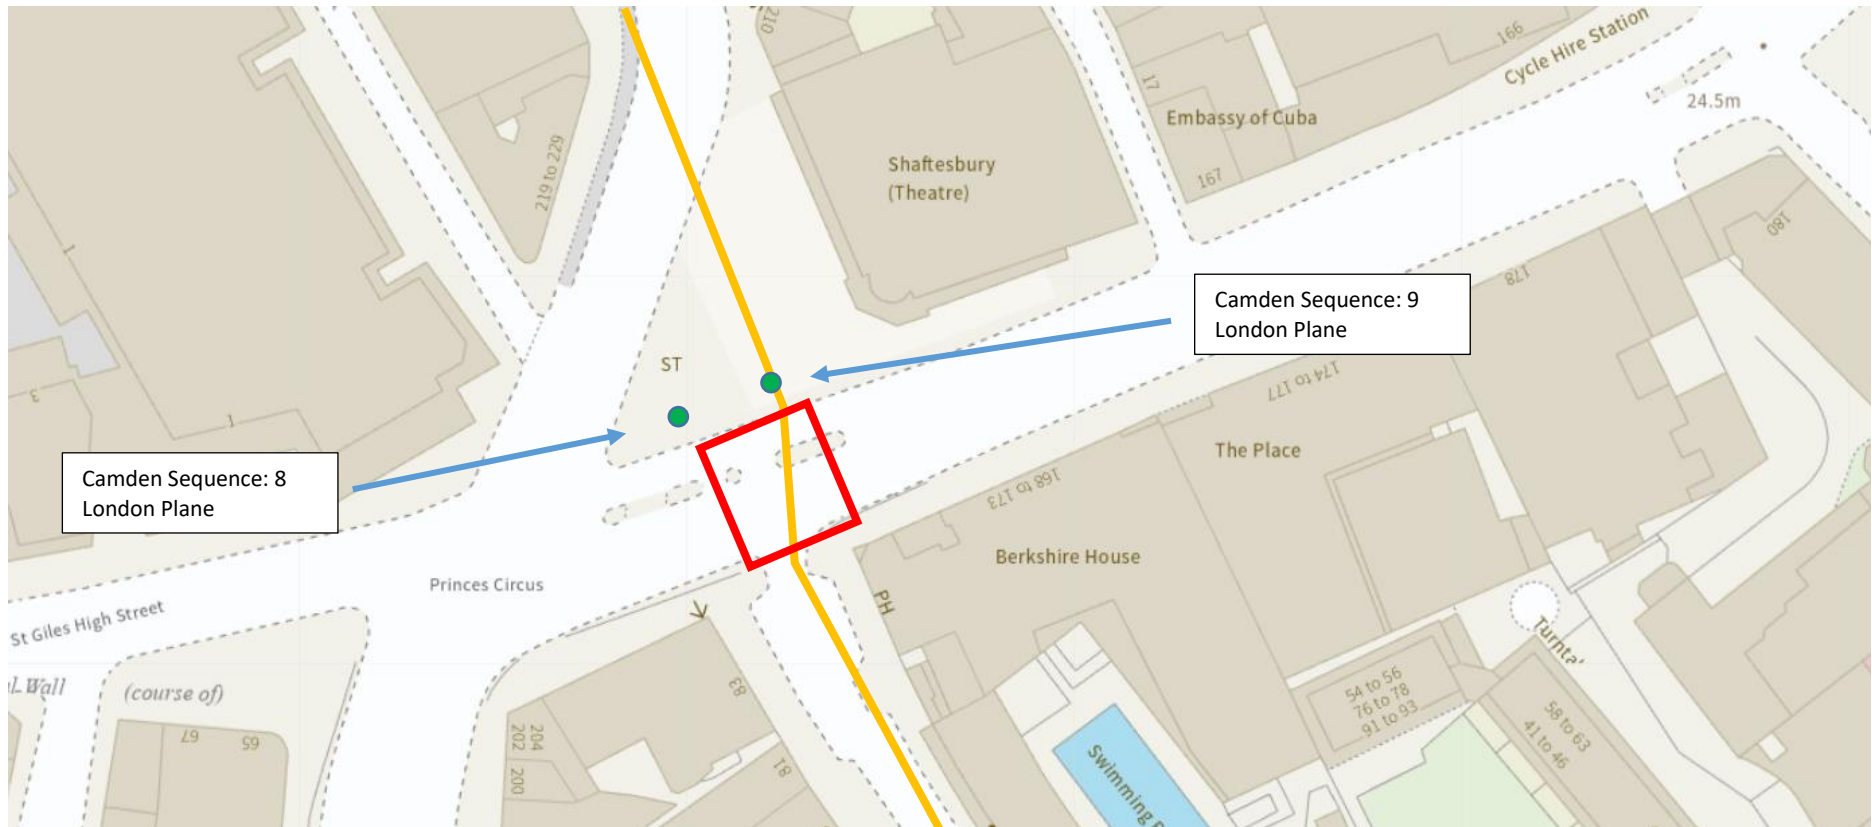 210
166
Cycle Hire Station
17
24.5m
Embassy of Cuba
219 to 229
Shaftesbury
(Theatre)
167
180
1
178
Camden Sequence: 9
London Plane
ST
174 to 177
3
1
The Place
Camden Sequence: 8
London Plane
168 to 173
Berkshire House
Princes Circus
PH
St Giles High Street
Turnta
Wall
(course of)
83
54 to 56
76 to 78
91 to 93
58 to 63
41 to 46
67
65
204
202
200
81
Swimming P